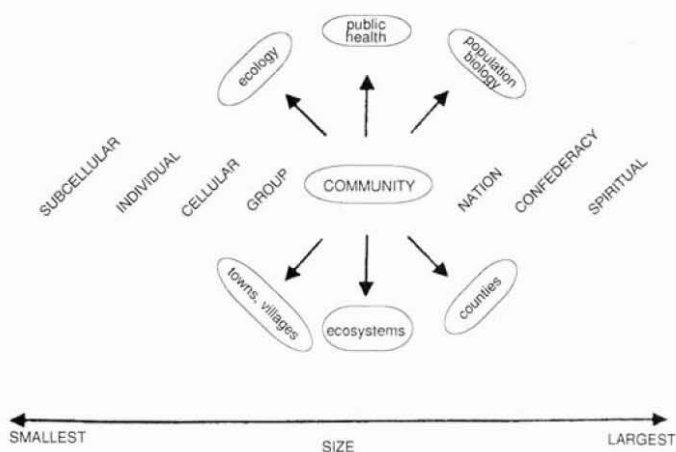 public
health
ecology
population
biology
SUBCELLULAR
INDIVIDUAL
CELLULAR
GROUP
COMMUNITY
NATION
CONFEDERACY
SPIRITUAL
towns, villages
ecosystems
counties
SMALLEST
SIZE
LARGEST